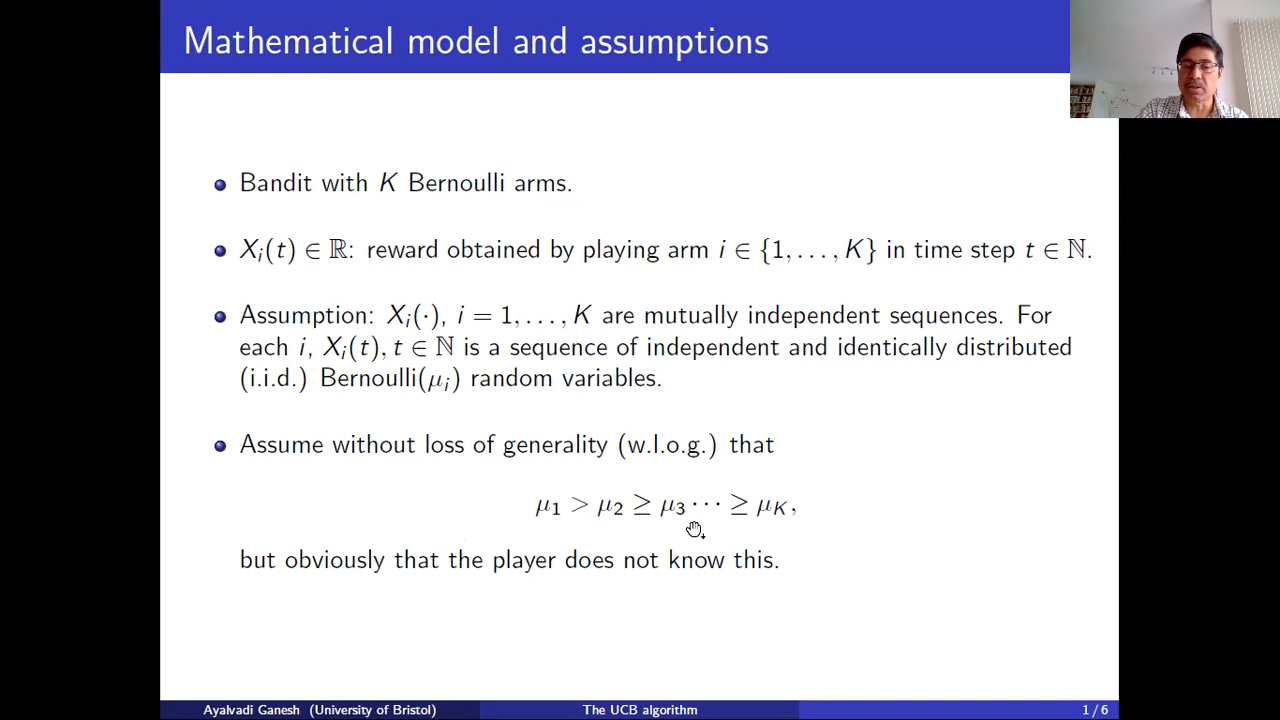 Mathematical model and assumptions
Bandit with K Bernoulli arms.
X_i(t) ∈ ℝ: reward obtained by playing arm i ∈ {1, . . . , K} in time step t ∈ ℕ.
Assumption: X_i(·), i = 1, . . . , K are mutually independent sequences. For
each i, X_i(t), t ∈ ℕ is a sequence of independent and identically distributed
(i.i.d.) Bernoulli(μ_i) random variables.
Assume without loss of generality (w.l.o.g.) that
μ_1 > μ_2 ≥ μ_3 · · · ≥ μ_K,
but obviously that the player does not know this.
Ayalvadi Ganesh (University of Bristol)
The UCB algorithm
1 / 6